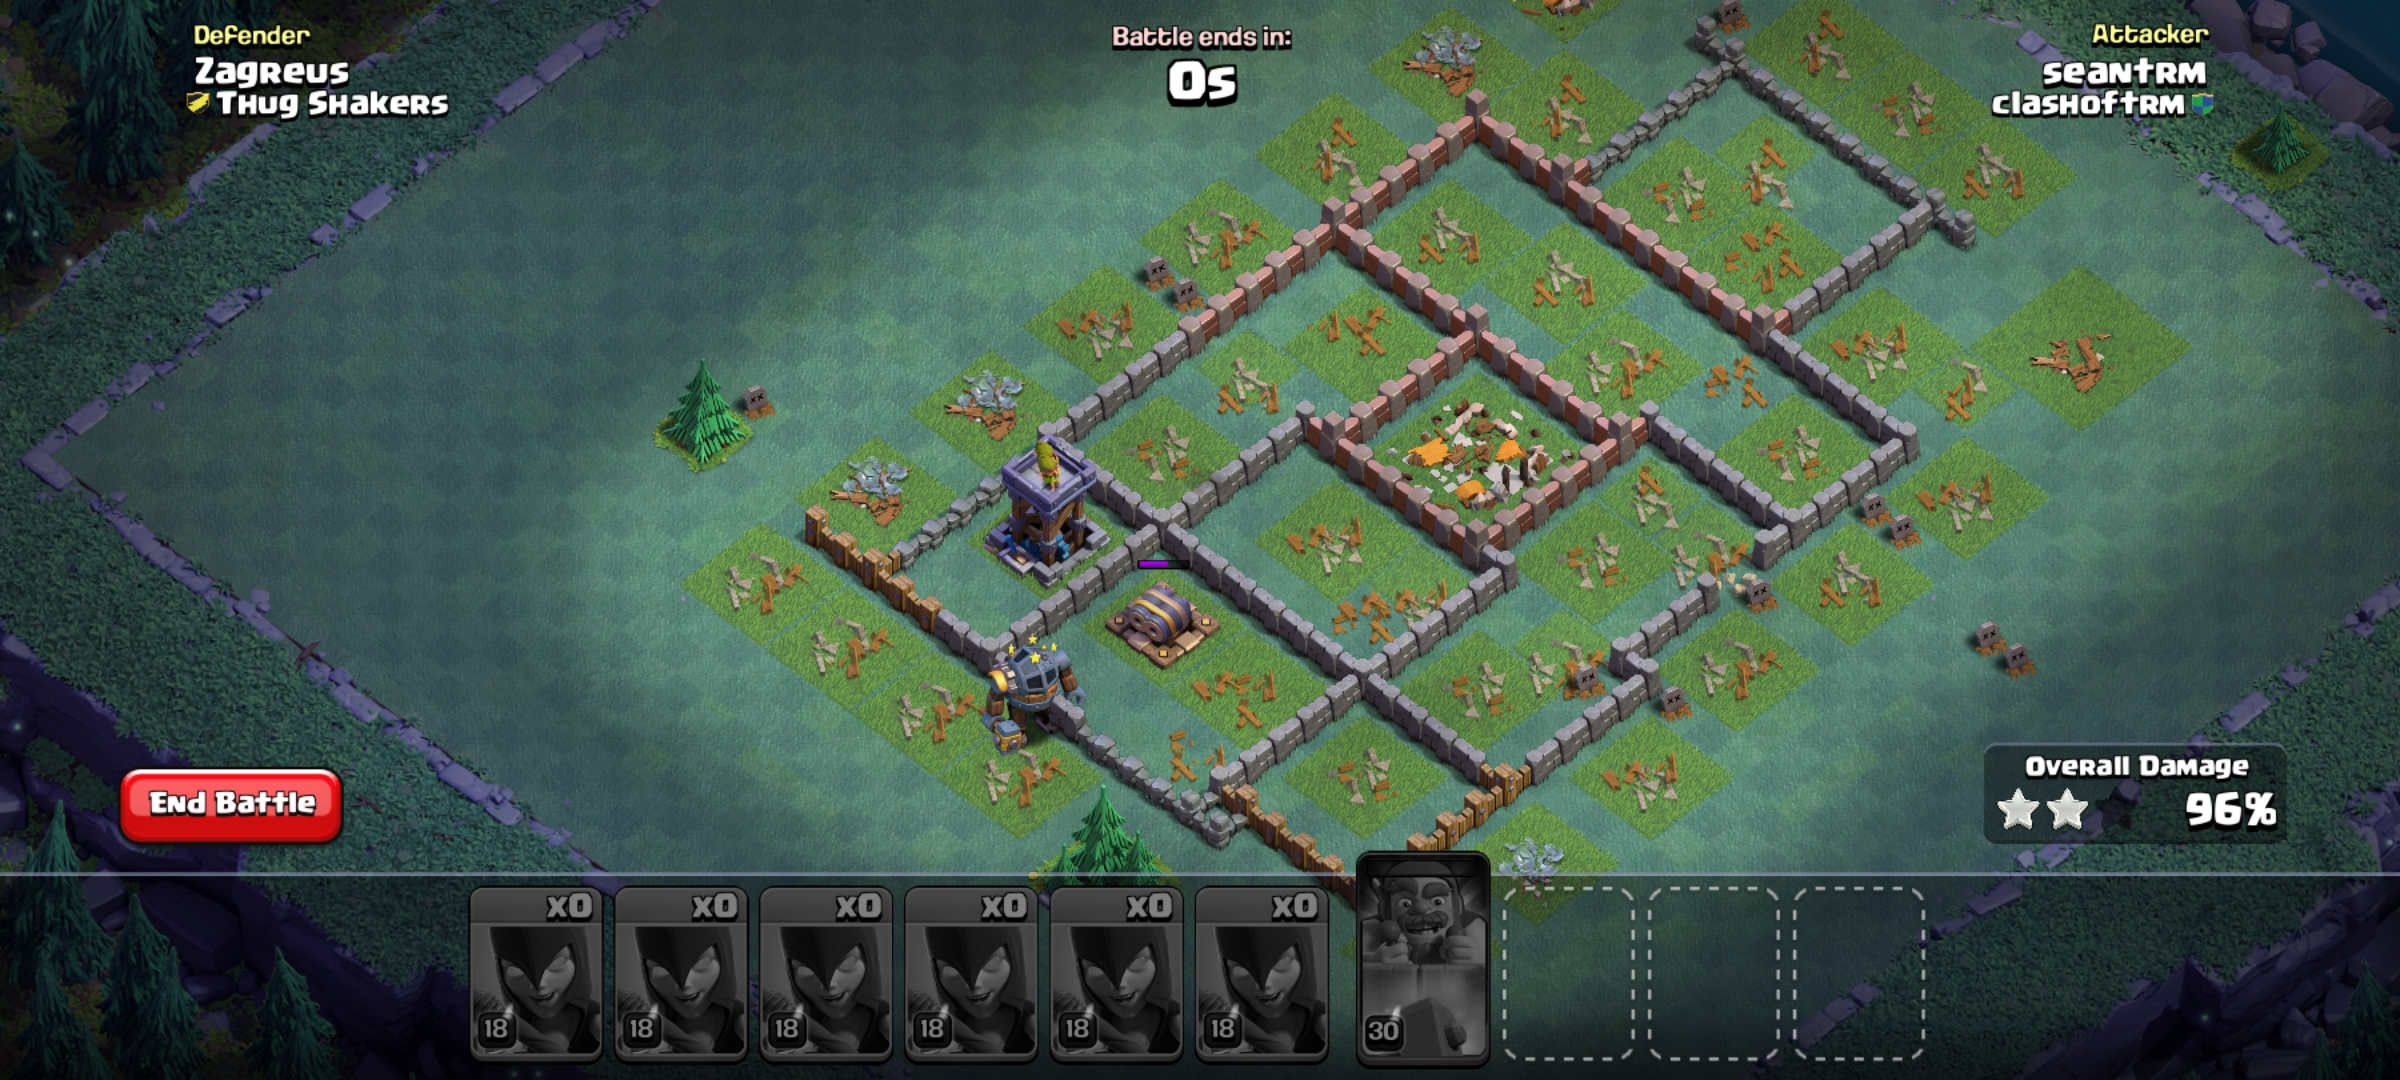 Defender
Zagreus
Thug Shakers
Battle ends in:
0s
Attacker
seantRM
clashoftRM
End Battle
Overall Damage
96%
x0
x0
x0
x0
x0
x0
18
18
18
18
18
18
30